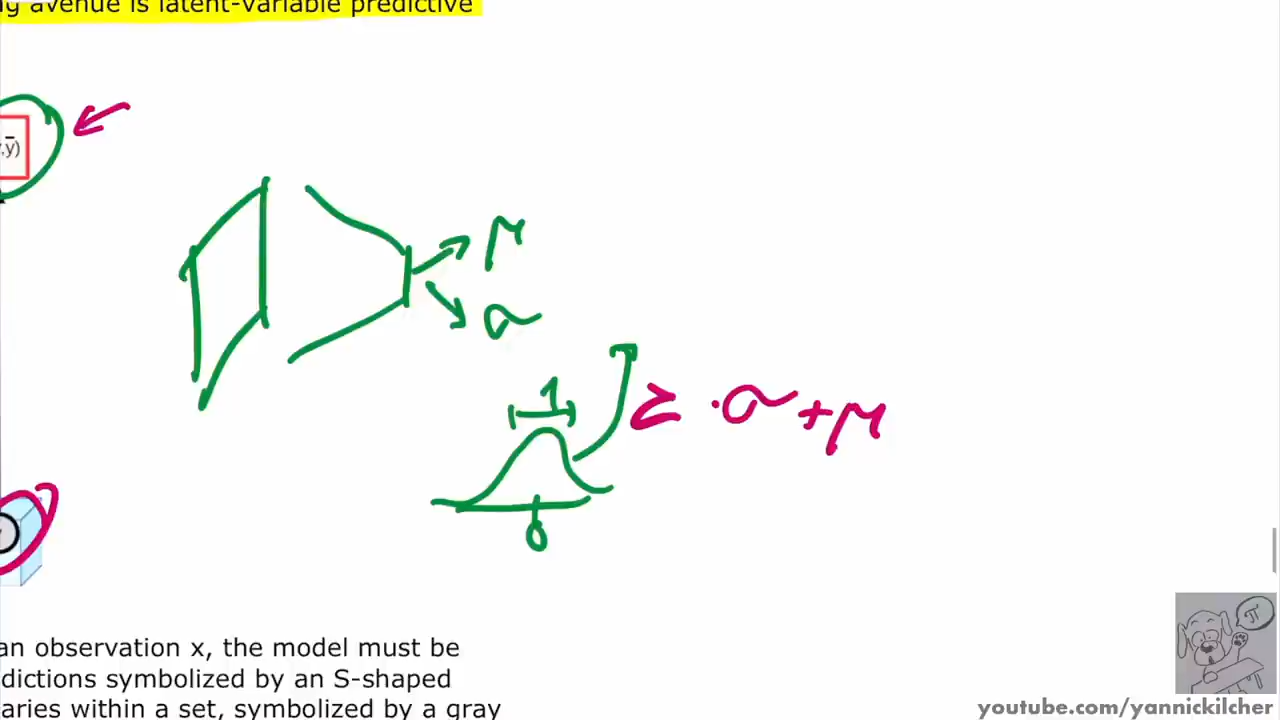 ng avenue is latent-variable predictive
,y̅)
μ
σ
1
z · σ + μ
0
π
an observation x, the model must be
dictions symbolized by an S-shaped
aries within a set, symbolized by a gray
youtube.com/yannickilcher